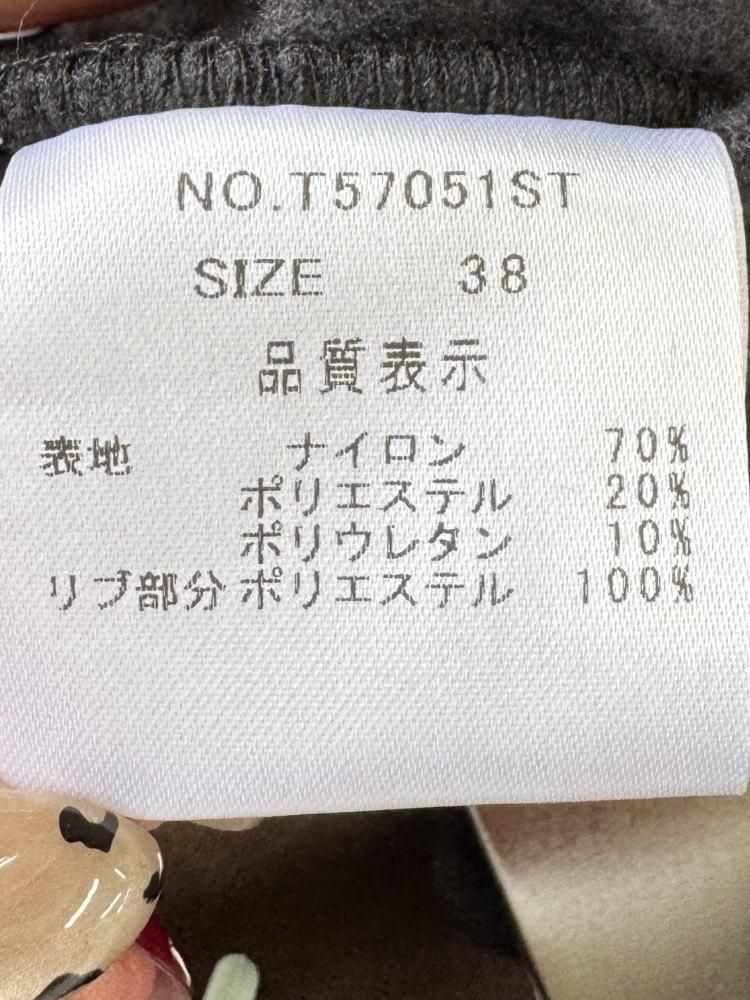 NO.T57051ST
SIZE 38
品質表示
表地 ナイロン 70%
ポリエステル 20%
ポリウレタン 10%
リブ部分 ポリエステル 100%